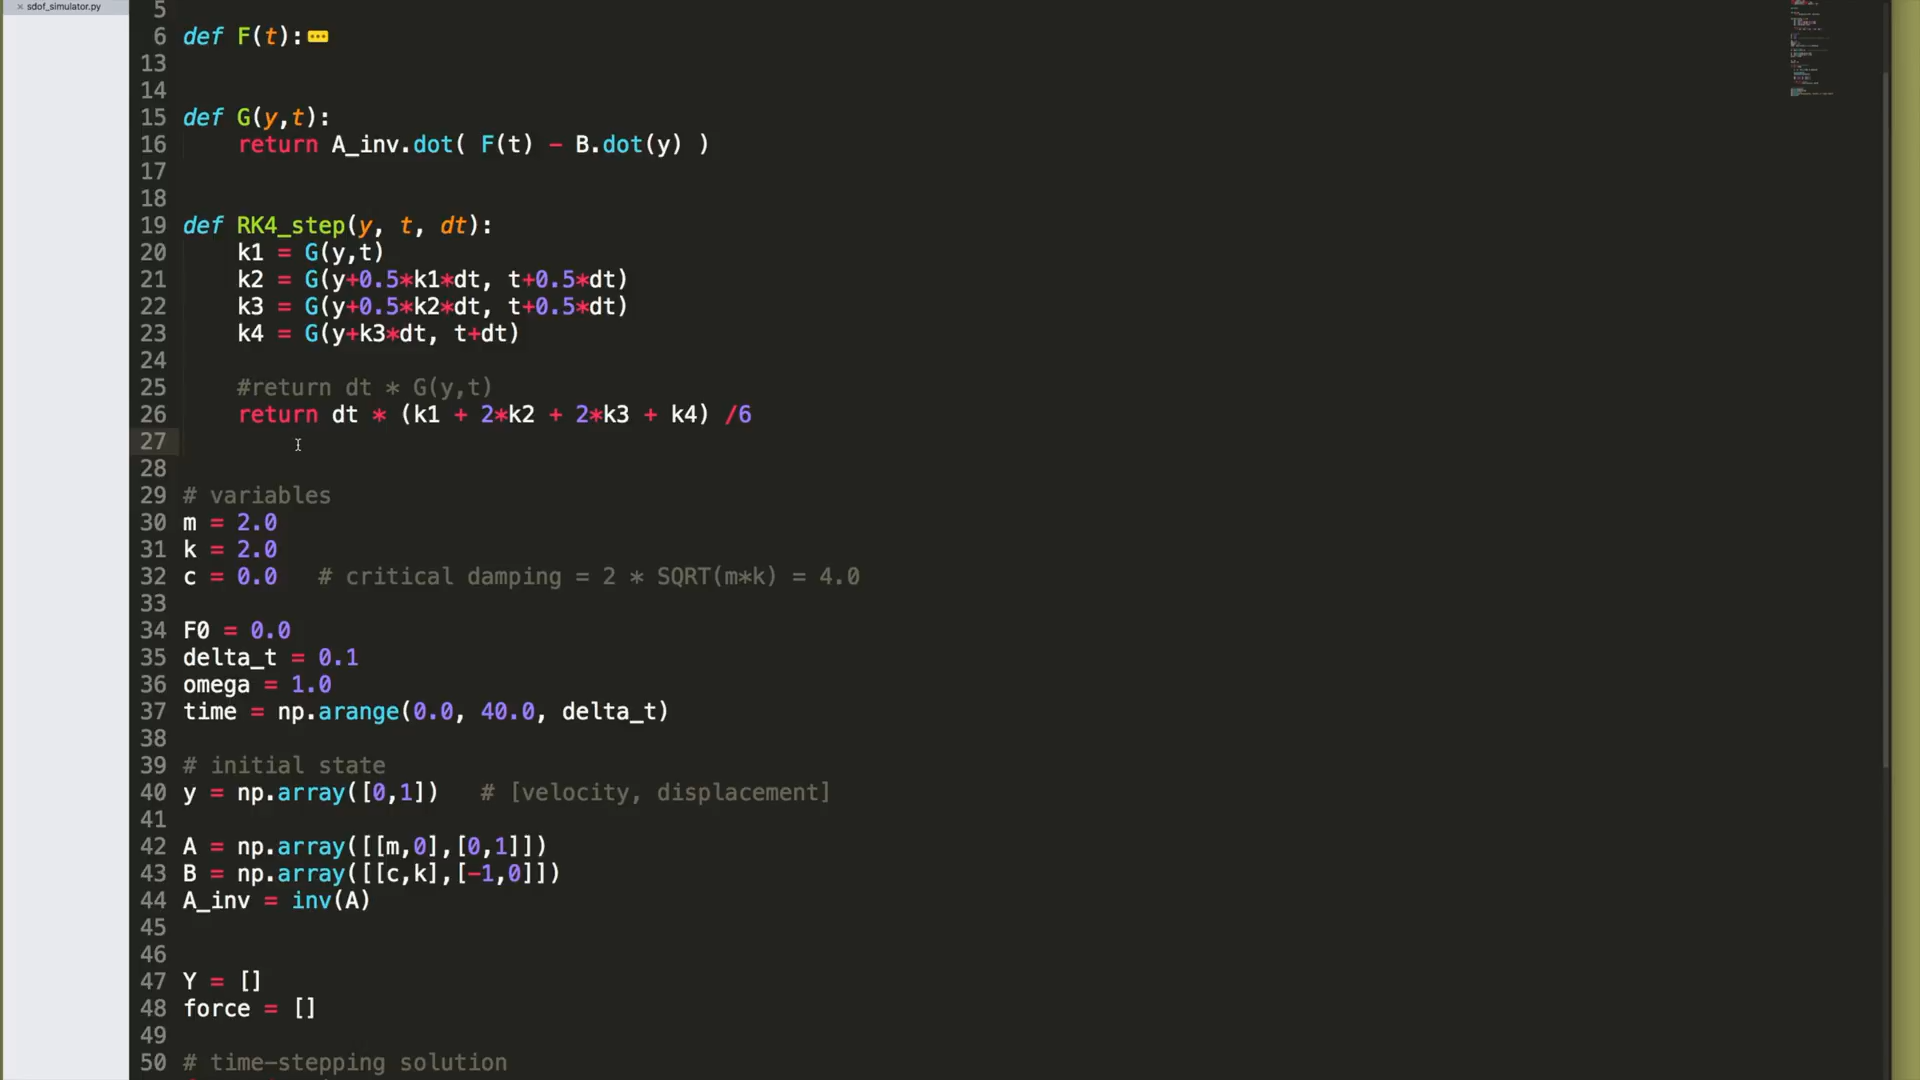 × sdof_simulator.py
5
6 def F(t):
13
14
15 def G(y,t):
16 return A_inv.dot( F(t) - B.dot(y) )
17
18
19 def RK4_step(y, t, dt):
20 k1 = G(y,t)
21 k2 = G(y+0.5*k1*dt, t+0.5*dt)
22 k3 = G(y+0.5*k2*dt, t+0.5*dt)
23 k4 = G(y+k3*dt, t+dt)
24
25 #return dt * G(y,t)
26 return dt * (k1 + 2*k2 + 2*k3 + k4) /6
27
28
29 # variables
30 m = 2.0
31 k = 2.0
32 c = 0.0 # critical damping = 2 * SQRT(m*k) = 4.0
33
34 F0 = 0.0
35 delta_t = 0.1
36 omega = 1.0
37 time = np.arange(0.0, 40.0, delta_t)
38
39 # initial state
40 y = np.array([0,1]) # [velocity, displacement]
41
42 A = np.array([[m,0],[0,1]])
43 B = np.array([[c,k],[-1,0]])
44 A_inv = inv(A)
45
46
47 Y = []
48 force = []
49
50 # time-stepping solution